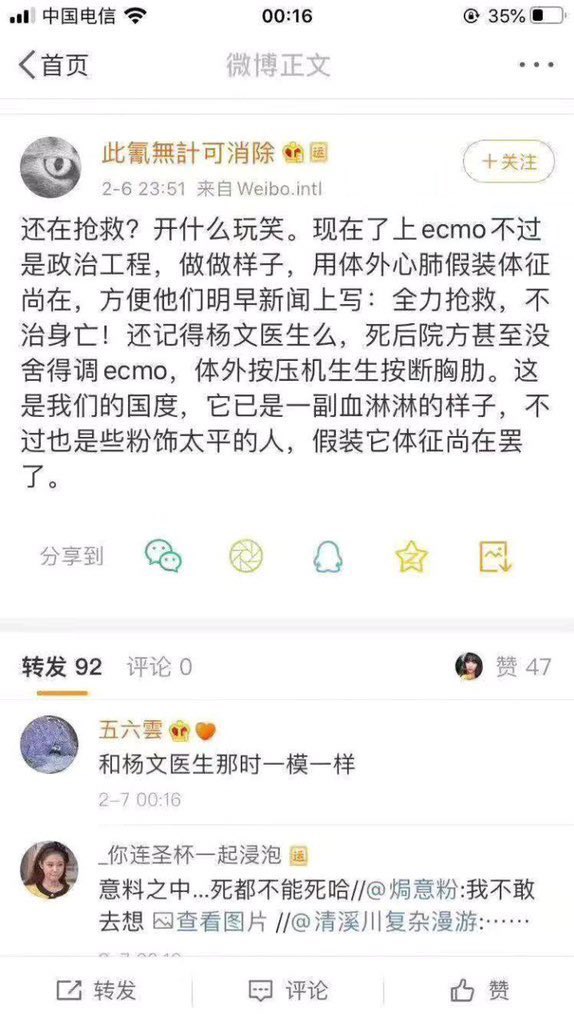 中国电信 00:16 35%
首页 微博正文
此氰無計可消除
2-6 23:51 来自 Weibo.intl
+关注
还在抢救？开什么玩笑。现在了上ecmo不过
是政治工程，做做样子，用体外心肺假装体征
尚在，方便他们明早新闻上写：全力抢救，不
治身亡！还记得杨文医生么，死后院方甚至没
舍得调ecmo，体外按压机生生按断胸肋。这
是我们的国度，它已是一副血淋淋的样子，不
过也是些粉饰太平的人，假装它体征尚在罢
了。
分享到
转发 92 评论 0 赞 47
五六雲
和杨文医生那时一模一样
2-7 00:16
_你连圣杯一起浸泡
意料之中...死都不能死哈//@焗意粉:我不敢
去想 查看图片 //@清溪川复杂漫游:⋯⋯
转发 评论 赞